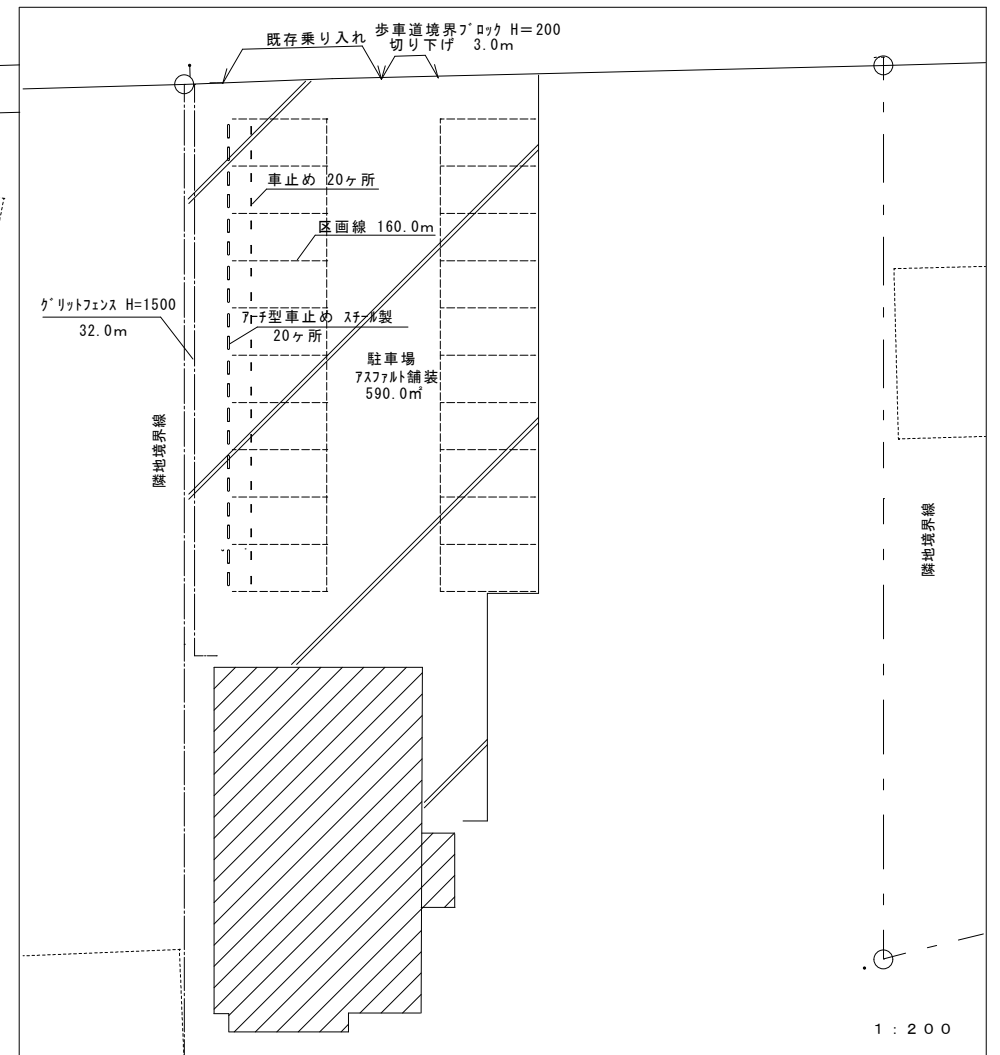 既存乗り入れ
歩車道境界ﾌﾞﾛｯｸ H=200
切り下げ 3.0m
車止め 20ヶ所
区画線 160.0m
ｸﾞﾘｯﾄﾌｪﾝｽ H=1500
32.0m
ｱｰﾁ型車止め ｽﾁｰﾙ製
20ヶ所
駐車場
ｱｽﾌｧﾙﾄ舗装
590.0㎡
隣地境界線
隣地境界線
1：200